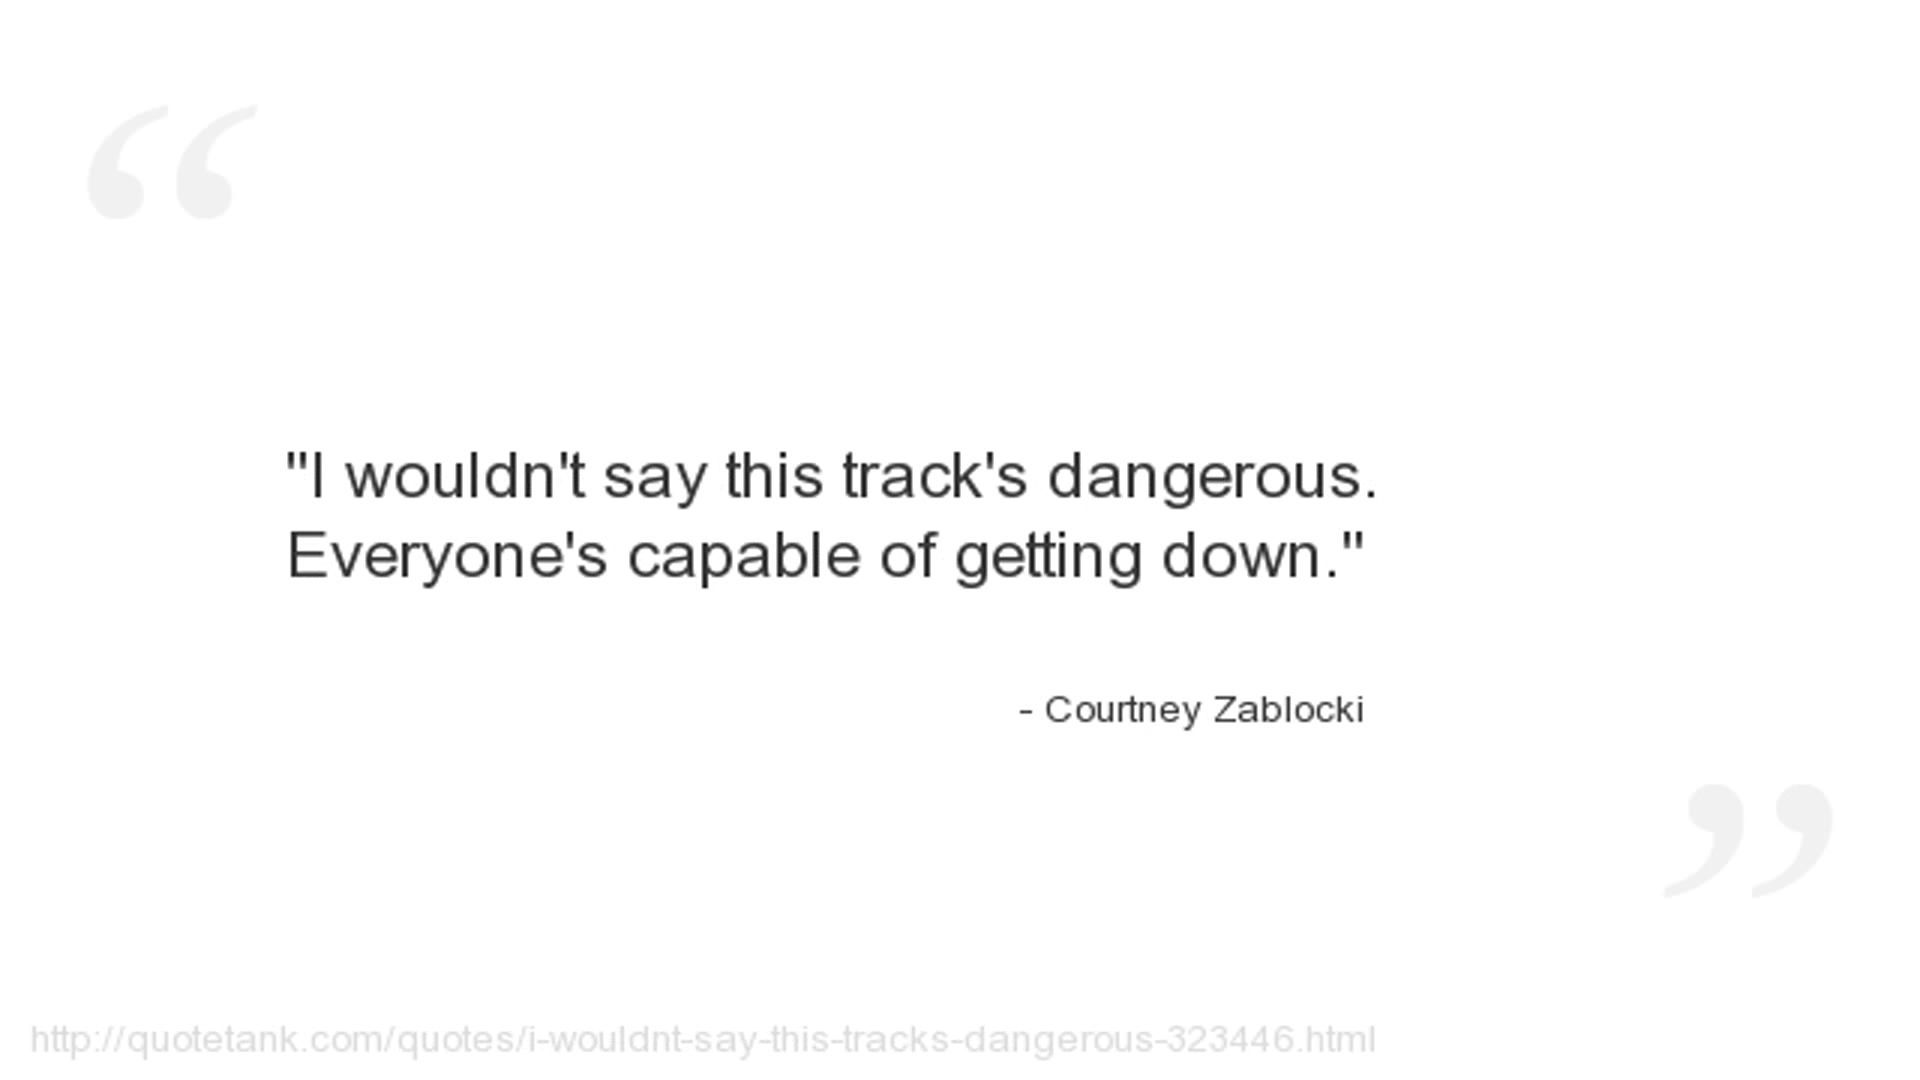 "I wouldn't say this track's dangerous.
Everyone's capable of getting down."
- Courtney Zablocki
http://quotetank.com/quotes/i-wouldnt-say-this-tracks-dangerous-323446.html